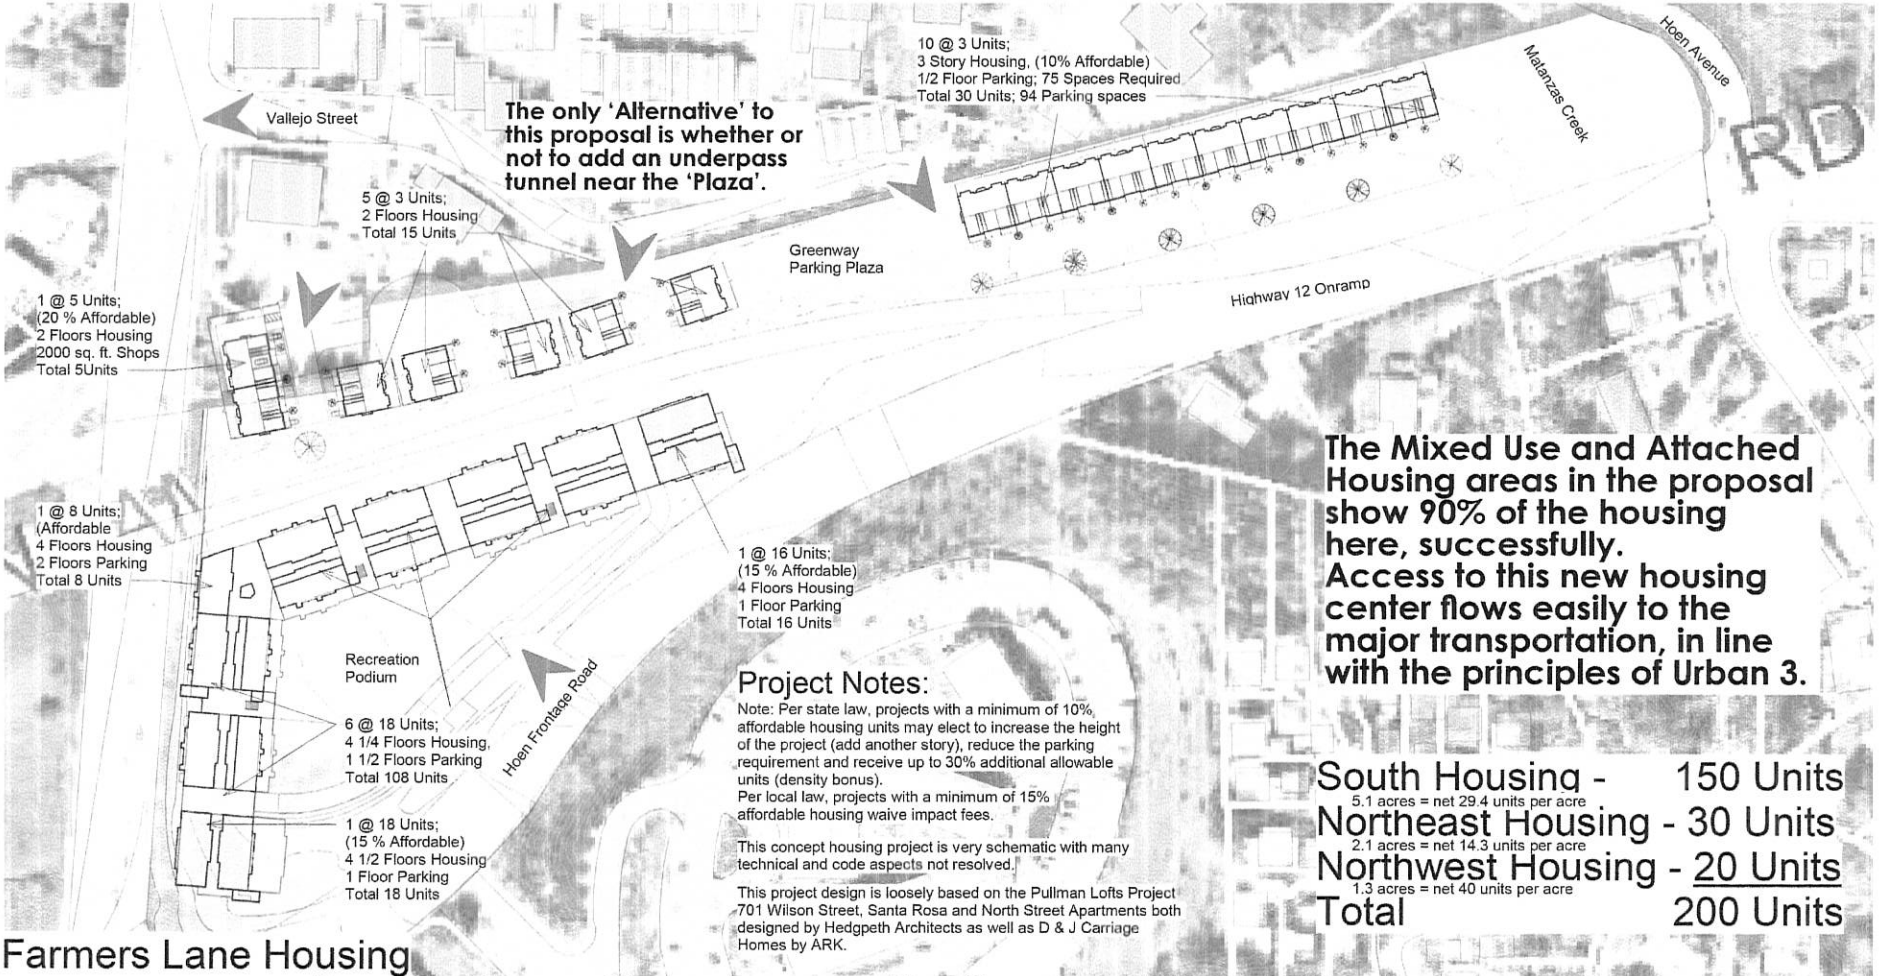 10 @ 3 Units;
3 Story Housing, (10% Affordable)
1/2 Floor Parking; 75 Spaces Required
Total 30 Units; 94 Parking spaces
Hoen Avenue
Matanzas Creek
RD
Vallejo Street
The only 'Alternative' to
this proposal is whether or
not to add an underpass
tunnel near the 'Plaza'.
5 @ 3 Units;
2 Floors Housing
Total 15 Units
Greenway
Parking Plaza
Highway 12 Onramp
1 @ 5 Units;
(20 % Affordable)
2 Floors Housing
2000 sq. ft. Shops
Total 5Units
1 @ 8 Units;
(Affordable
4 Floors Housing
2 Floors Parking
Total 8 Units
1 @ 16 Units;
(15 % Affordable)
4 Floors Housing
1 Floor Parking
Total 16 Units
Recreation
Podium
Hoen Frontage Road
6 @ 18 Units;
4 1/4 Floors Housing,
1 1/2 Floors Parking
Total 108 Units
1 @ 18 Units;
(15 % Affordable)
4 1/2 Floors Housing
1 Floor Parking
Total 18 Units
The Mixed Use and Attached
Housing areas in the proposal
show 90% of the housing
here, successfully.
Access to this new housing
center flows easily to the
major transportation, in line
with the principles of Urban 3.
Project Notes:
Note: Per state law, projects with a minimum of 10%
affordable housing units may elect to increase the height
of the project (add another story), reduce the parking
requirement and receive up to 30% additional allowable
units (density bonus).
Per local law, projects with a minimum of 15%
affordable housing waive impact fees.
This concept housing project is very schematic with many
technical and code aspects not resolved.
This project design is loosely based on the Pullman Lofts Project
701 Wilson Street, Santa Rosa and North Street Apartments both
designed by Hedgpeth Architects as well as D & J Carriage
Homes by ARK.
South Housing - 150 Units
5.1 acres = net 29.4 units per acre
Northeast Housing - 30 Units
2.1 acres = net 14.3 units per acre
Northwest Housing - 20 Units
1.3 acres = net 40 units per acre
Total 200 Units
Farmers Lane Housing